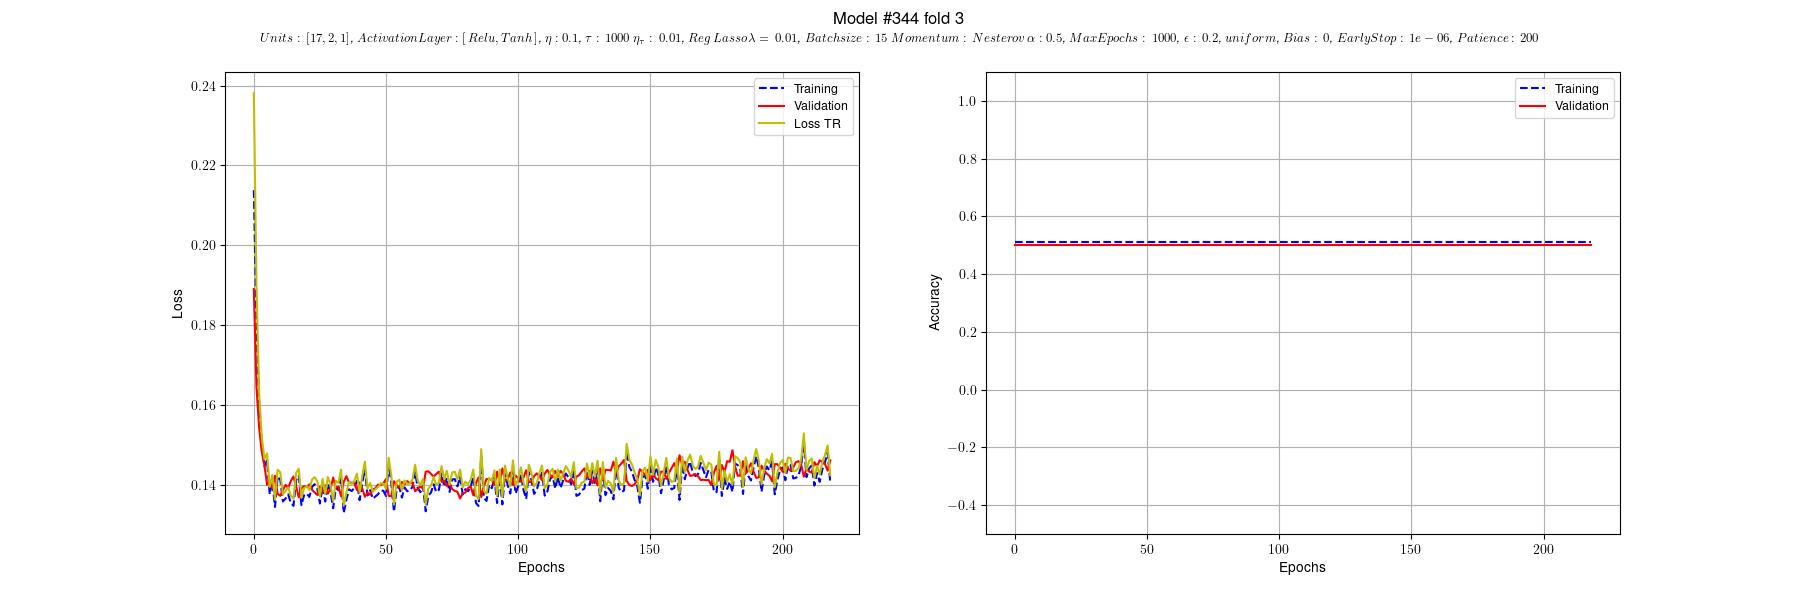 Model #344 fold 3
Units : [17, 2, 1], ActivationLayer : [ Relu, Tanh], η : 0.1, τ : 1000 ητ : 0.01, Reg Lasso λ = 0.01, Batchsize : 15 Momentum : Nesterov α : 0.5, MaxEpochs : 1000, ϵ : 0.2, uniform, Bias : 0, EarlyStop : 1e − 06, Patience : 200
0.24
0.22
0.20
0.18
0.16
0.14
Loss
0 50 100 150 200
Epochs
Training
Validation
Loss TR
1.0
0.8
0.6
0.4
0.2
0.0
−0.2
−0.4
Accuracy
0 50 100 150 200
Epochs
Training
Validation